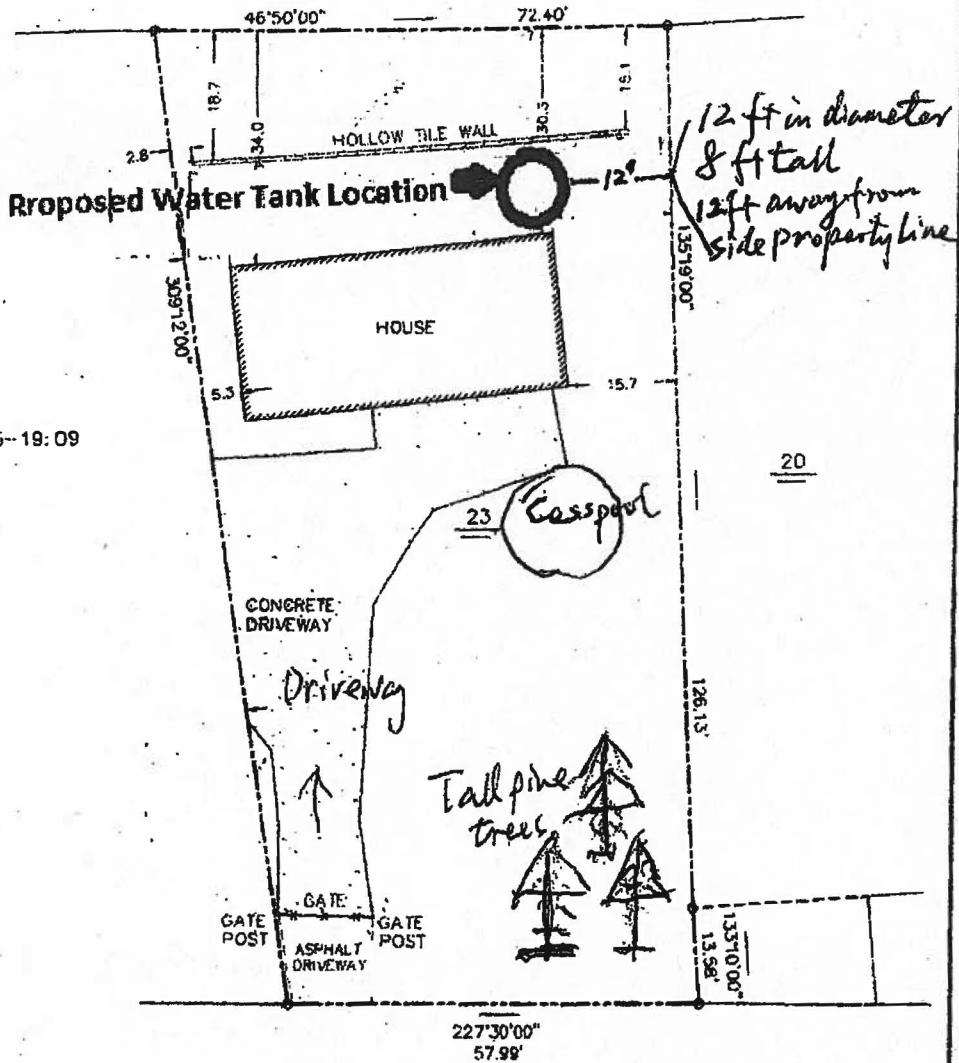 46°50'00"
72.40'
18.7
34.0
30.3
15.1
HOLLOW TILE WALL
2.8
Proposed Water Tank Location
12'
12 ft in diameter
8 ft tall
12ft away from
side property line
135°19'00"
309°12'00"
HOUSE
5.3
15.7
19:09
20
23
Cesspool
CONCRETE
DRIVEWAY
Driveway
126.13'
Tall pine
trees
GATE
GATE
POST
GATE
POST
ASPHALT
DRIVEWAY
133°10'00"
13.58'
227°30'00"
57.99'